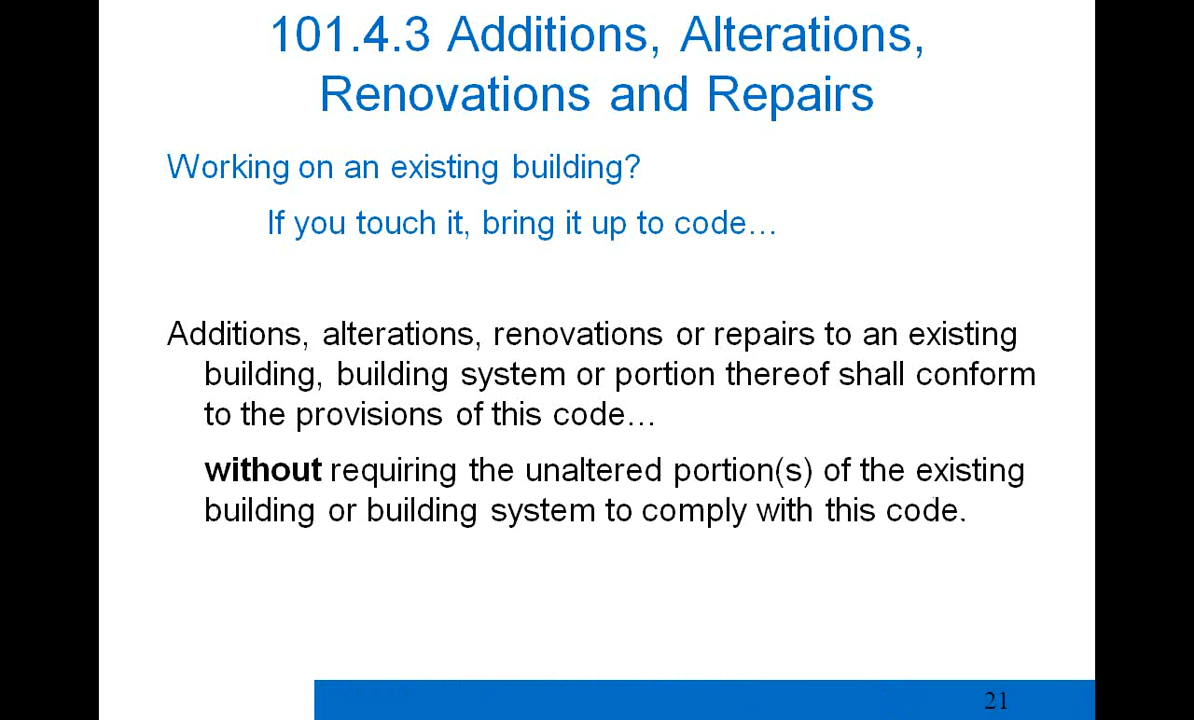 101.4.3 Additions, Alterations,
Renovations and Repairs
Working on an existing building?
If you touch it, bring it up to code…
Additions, alterations, renovations or repairs to an existing
building, building system or portion thereof shall conform
to the provisions of this code…
without requiring the unaltered portion(s) of the existing
building or building system to comply with this code.
21